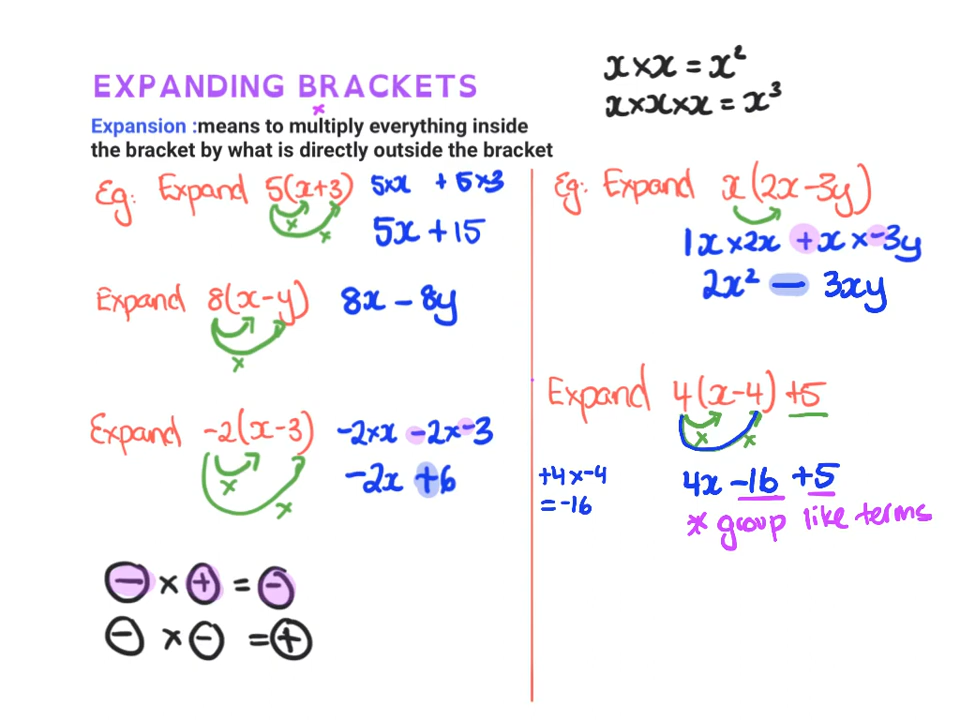 EXPANDING BRACKETS
x
Expansion :means to multiply everything inside
the bracket by what is directly outside the bracket
Eg: Expand 5(x+3) 5×x + 5×3
× ×
5x + 15
Expand 8(x-y) 8x - 8y
×
Expand -2(x-3) -2×x -2×-3
× ×
-2x +6
⊖ × ⊕ = ⊖
⊖ × ⊖ = ⊕
x×x = x²
x×x×x = x³
Eg: Expand x(2x-3y)
1x×2x + x×-3y
2x² - 3xy
Expand 4(x-4) +5
× ×
+4×-4
=-16
4x -16 +5
* group like terms